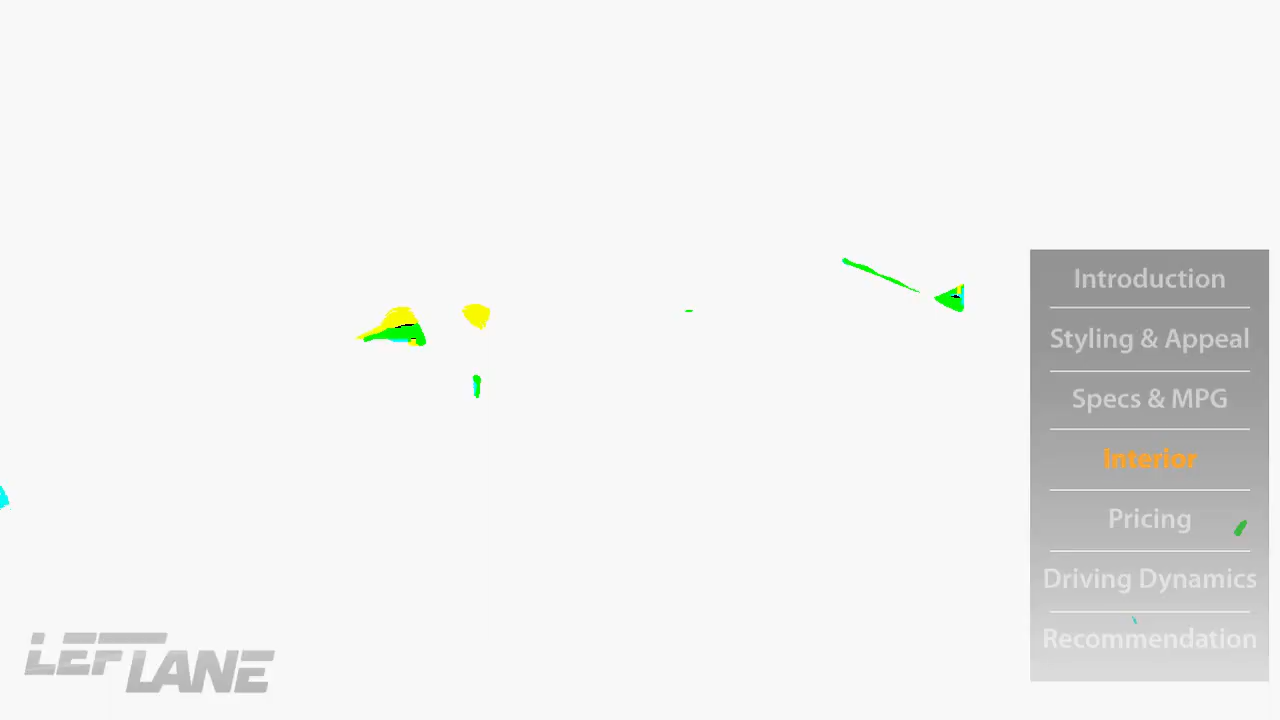 Introduction
Styling & Appeal
Specs & MPG
Interior
Pricing
Driving Dynamics
Recommendation
LEFTLANE